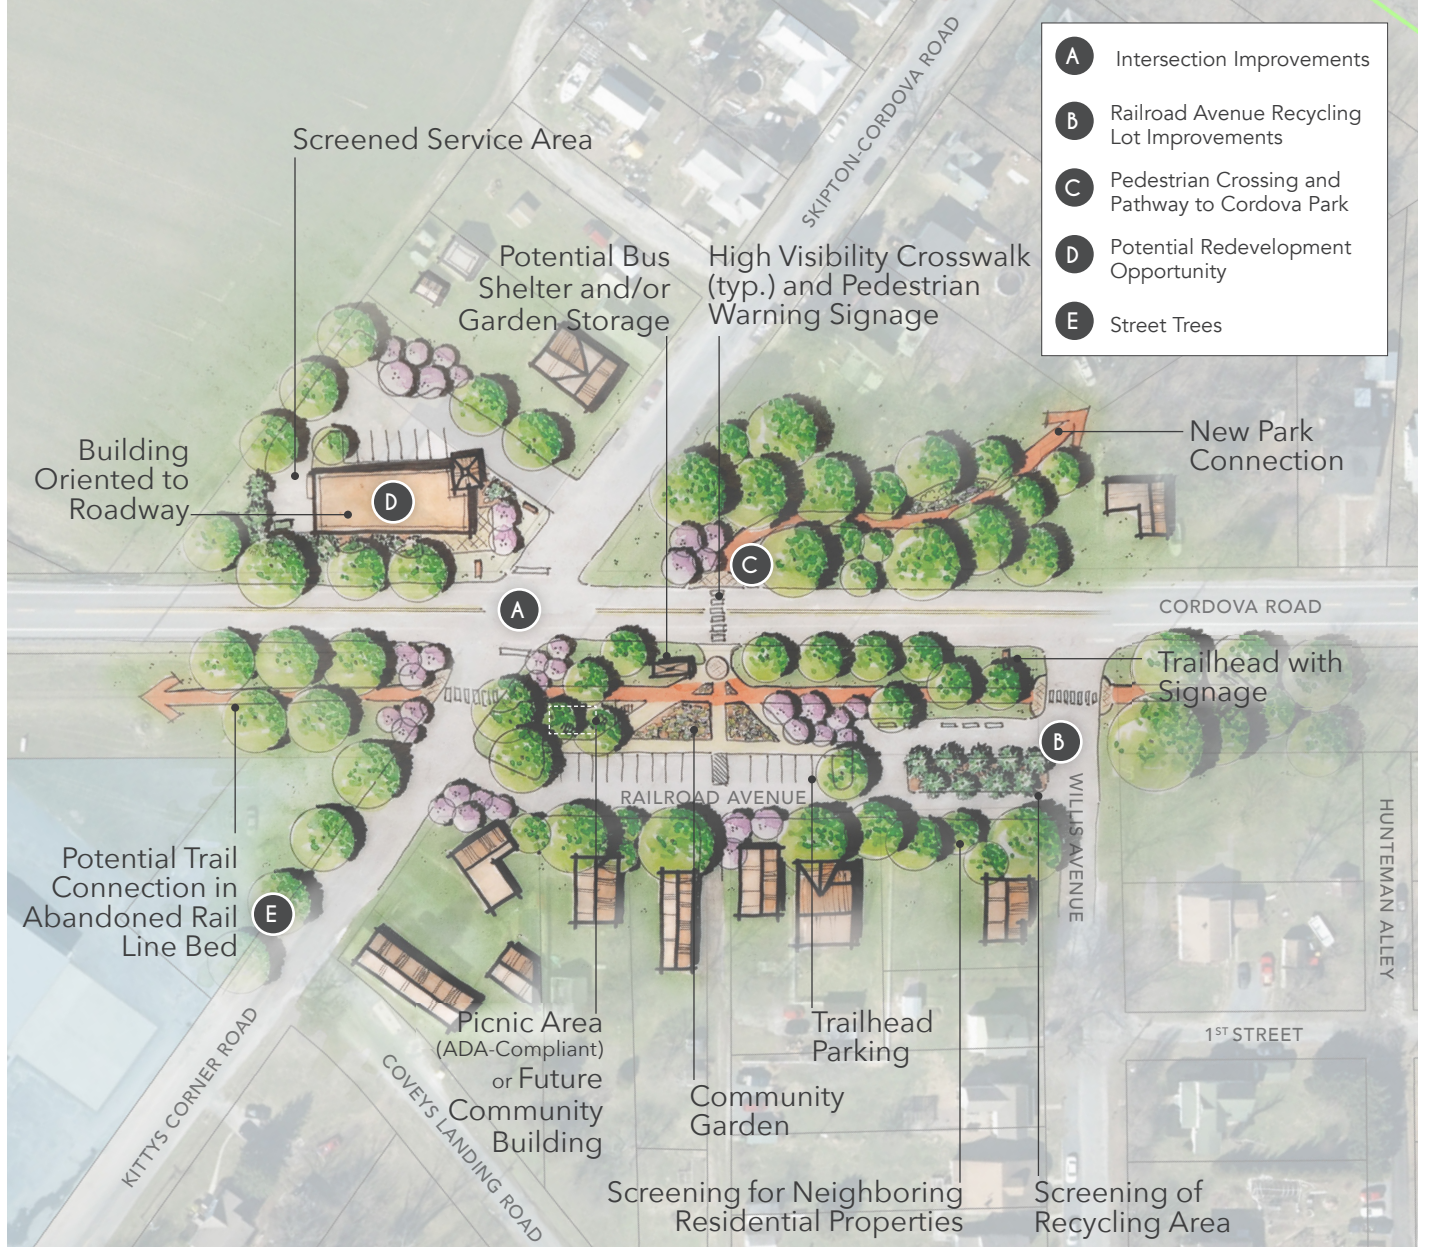 A Intersection Improvements
B Railroad Avenue Recycling
Lot Improvements
C Pedestrian Crossing and
Pathway to Cordova Park
D Potential Redevelopment
Opportunity
E Street Trees
SKIPTON-CORDOVA ROAD
Screened Service Area
Potential Bus
Shelter and/or
Garden Storage
High Visibility Crosswalk
(typ.) and Pedestrian
Warning Signage
Building
Oriented to
Roadway
New Park
Connection
D
C
A
CORDOVA ROAD
Trailhead with
Signage
B
RAILROAD AVENUE
WILLIS AVENUE
HUNTEMAN ALLEY
Potential Trail
Connection in
Abandoned Rail
Line Bed
E
KITTYS CORNER ROAD
COVEYS LANDING ROAD
Picnic Area
(ADA-Compliant)
or Future
Community
Building
Trailhead
Parking
1ST STREET
Community
Garden
Screening for Neighboring
Residential Properties
Screening of
Recycling Area